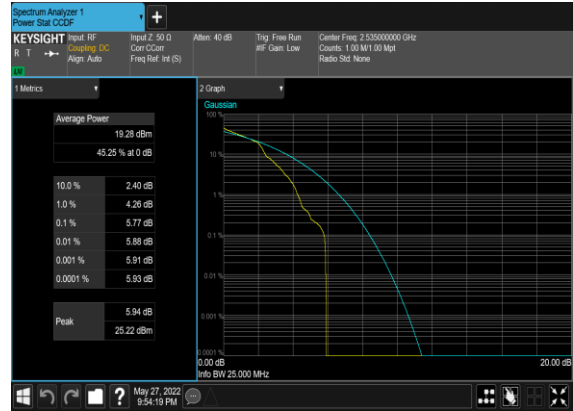 Spectrum Analyzer 1
Power Stat CCDF
KEYSIGHT
R T
LXI
Input: RF
Coupling: DC
Align: Auto
Input Z: 50 Ω
Corr CCorr
Freq Ref: Int (S)
Atten: 40 dB
Trig: Free Run
#IF Gain: Low
Center Freq: 2.535000000 GHz
Counts: 1.00 M/1.00 Mpt
Radio Std: None
1 Metrics
Average Power
19.28 dBm
45.25 % at 0 dB
10.0 % 2.40 dB
1.0 % 4.26 dB
0.1 % 5.77 dB
0.01 % 5.88 dB
0.001 % 5.91 dB
0.0001 % 5.93 dB
Peak
5.94 dB
25.22 dBm
2 Graph
Gaussian
100 %
10 %
1 %
0.1 %
0.01 %
0.001 %
0.0001 %
0.00 dB 20.00 dB
Info BW 25.000 MHz
?
May 27, 2022
9:54:19 PM